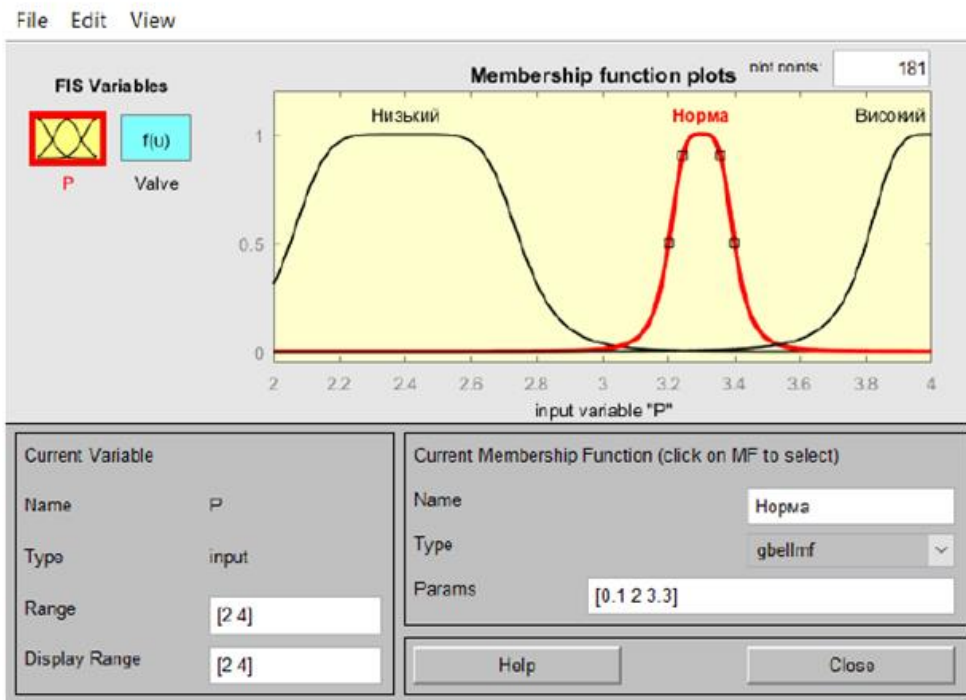 File Edit View
FIS Variables
P
f(u)
Valve
Membership function plots
plot points:
181
Низький
Норма
Високий
1
0.5
0
2 2.2 2.4 2.6 2.8 3 3.2 3.4 3.6 3.8 4
input variable "P"
Current Variable
Name P
Type input
Range [2 4]
Display Range [2 4]
Current Membership Function (click on MF to select)
Name Норма
Type gbellmf
Params [0.1 2 3.3]
Help Close